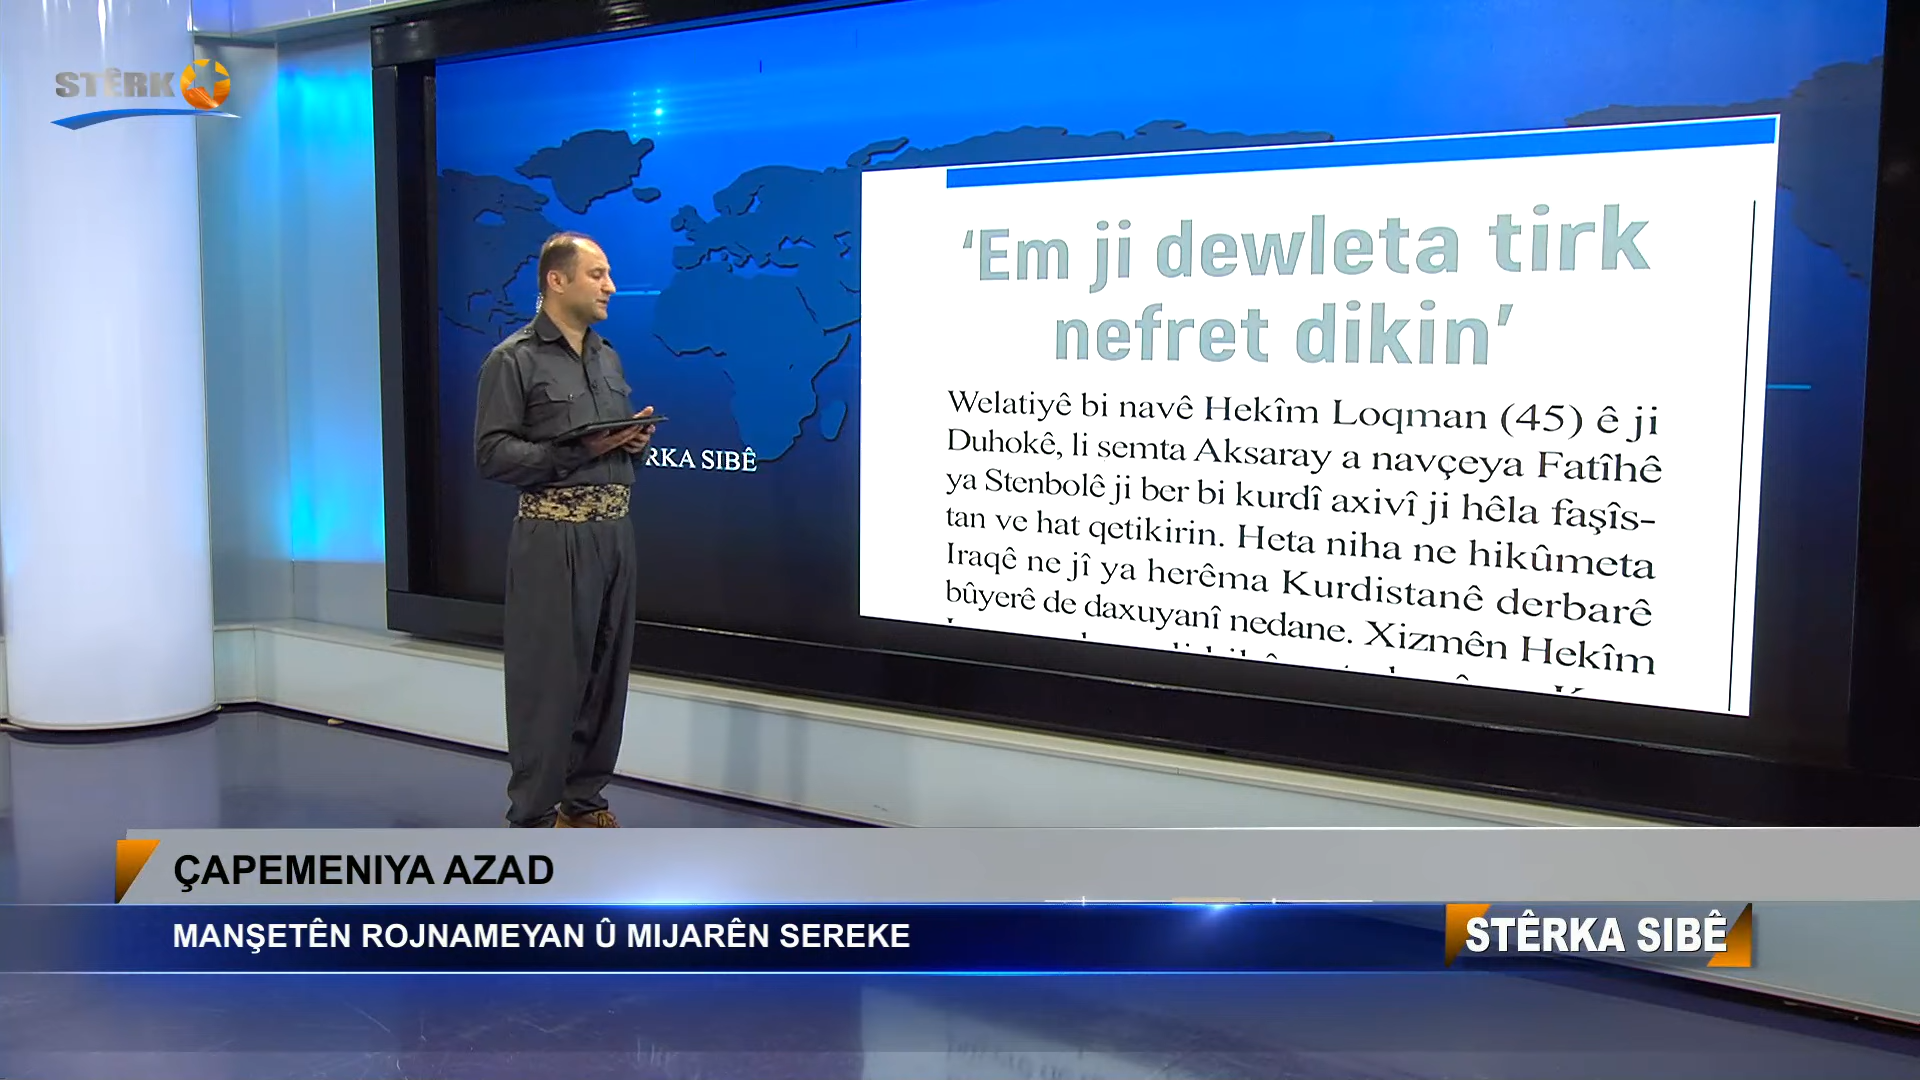 STÊRK
‘Em ji dewleta tirk
nefret dikin’
Welatiyê bi navê Hekîm Loqman (45) ê ji
Duhokê, li semta Aksaray a navçeya Fatîhê
ya Stenbolê ji ber bi kurdî axivî ji hêla faşîs-
tan ve hat qetikirin. Heta niha ne hikûmeta
Iraqê ne jî ya herêma Kurdistanê derbarê
bûyerê de daxuyanî nedane. Xizmên Hekîm
RKA SIBÊ
ÇAPEMENIYA AZAD
MANŞETÊN ROJNAMEYAN Û MIJARÊN SEREKE
STÊRKA SIBÊ